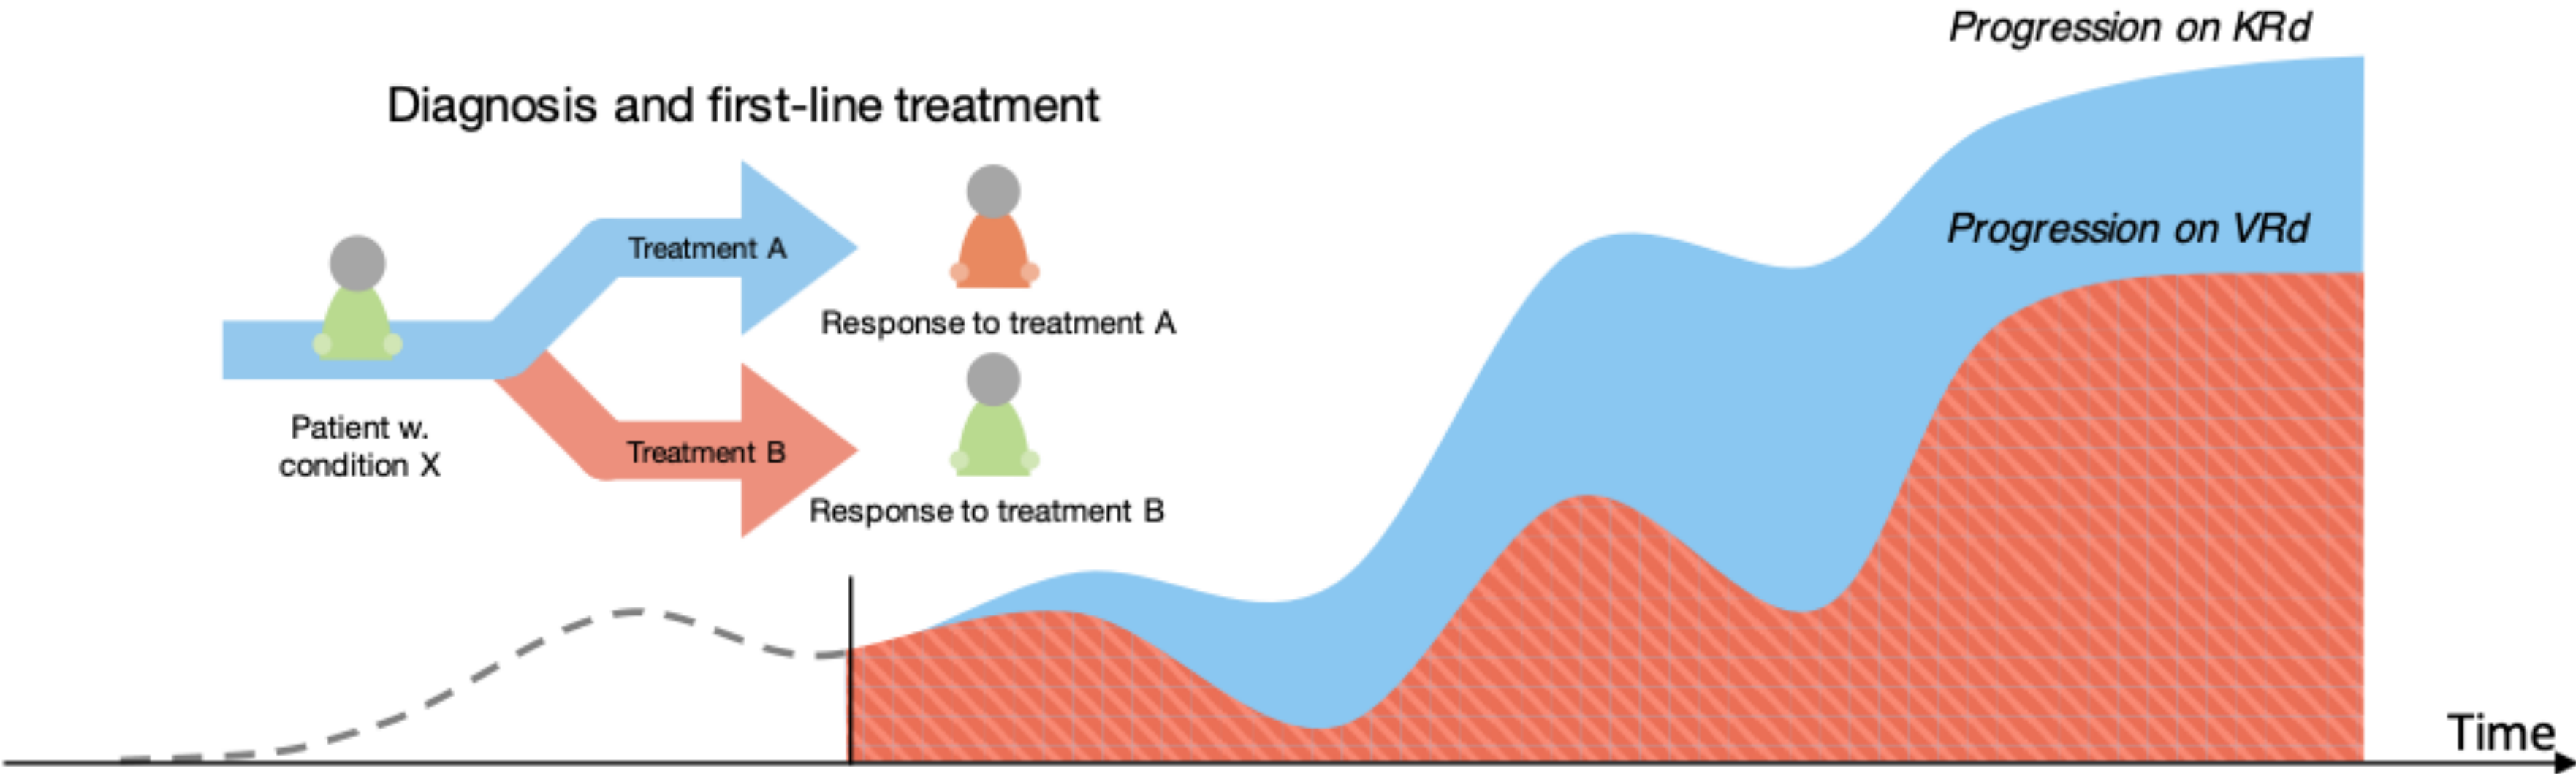 Progression on KRd
Diagnosis and first-line treatment
Treatment A
Response to treatment A
Progression on VRd
Patient w.
condition X
Treatment B
Response to treatment B
Time